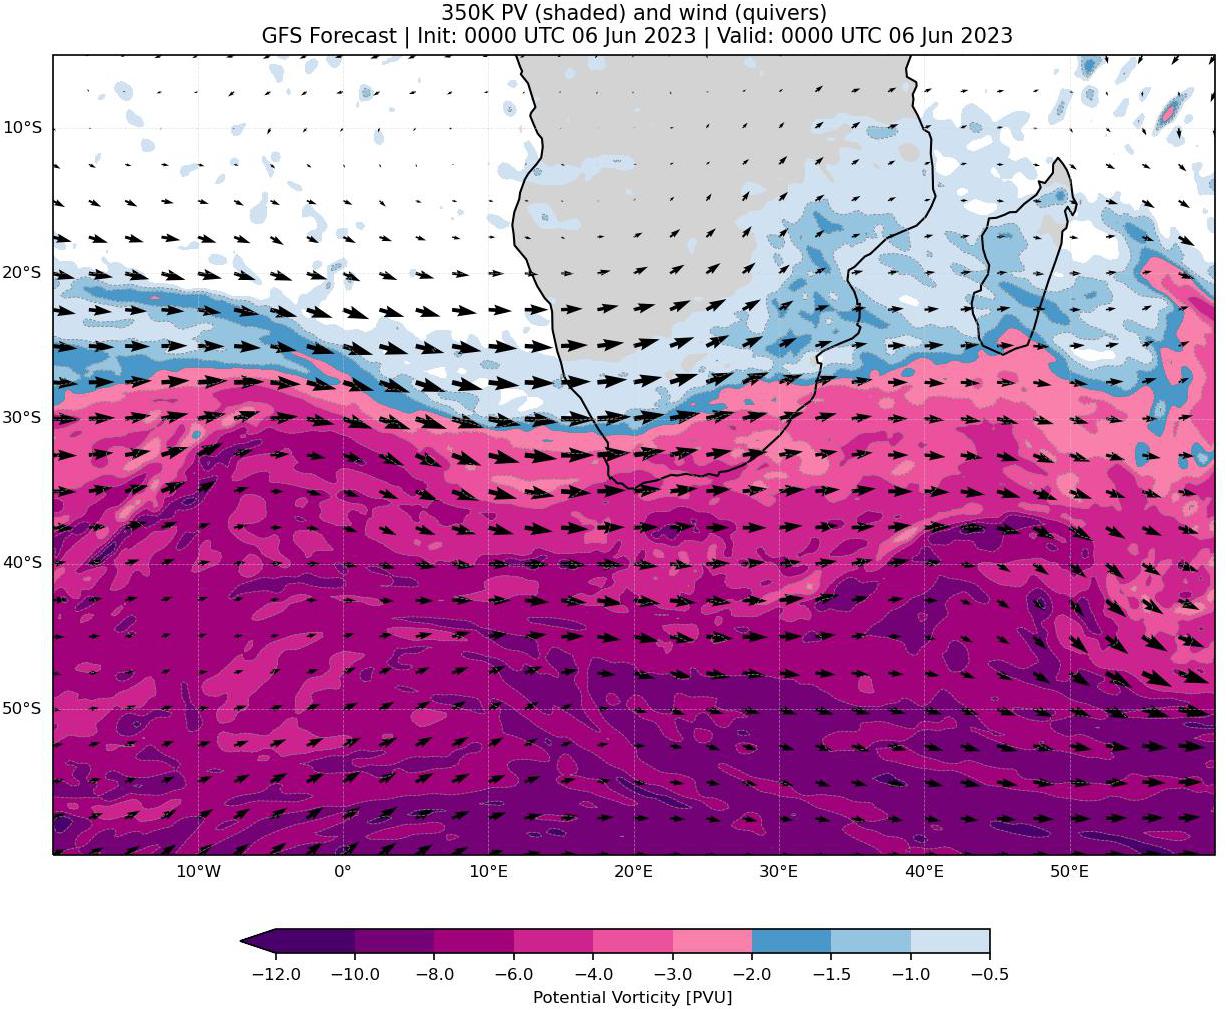 350K PV (shaded) and wind (quivers)
GFS Forecast | Init: 0000 UTC 06 Jun 2023 | Valid: 0000 UTC 06 Jun 2023
10°S
20°S
30°S
40°S
50°S
10°W 0° 10°E 20°E 30°E 40°E 50°E
−12.0 −10.0 −8.0 −6.0 −4.0 −3.0 −2.0 −1.5 −1.0 −0.5
Potential Vorticity [PVU]